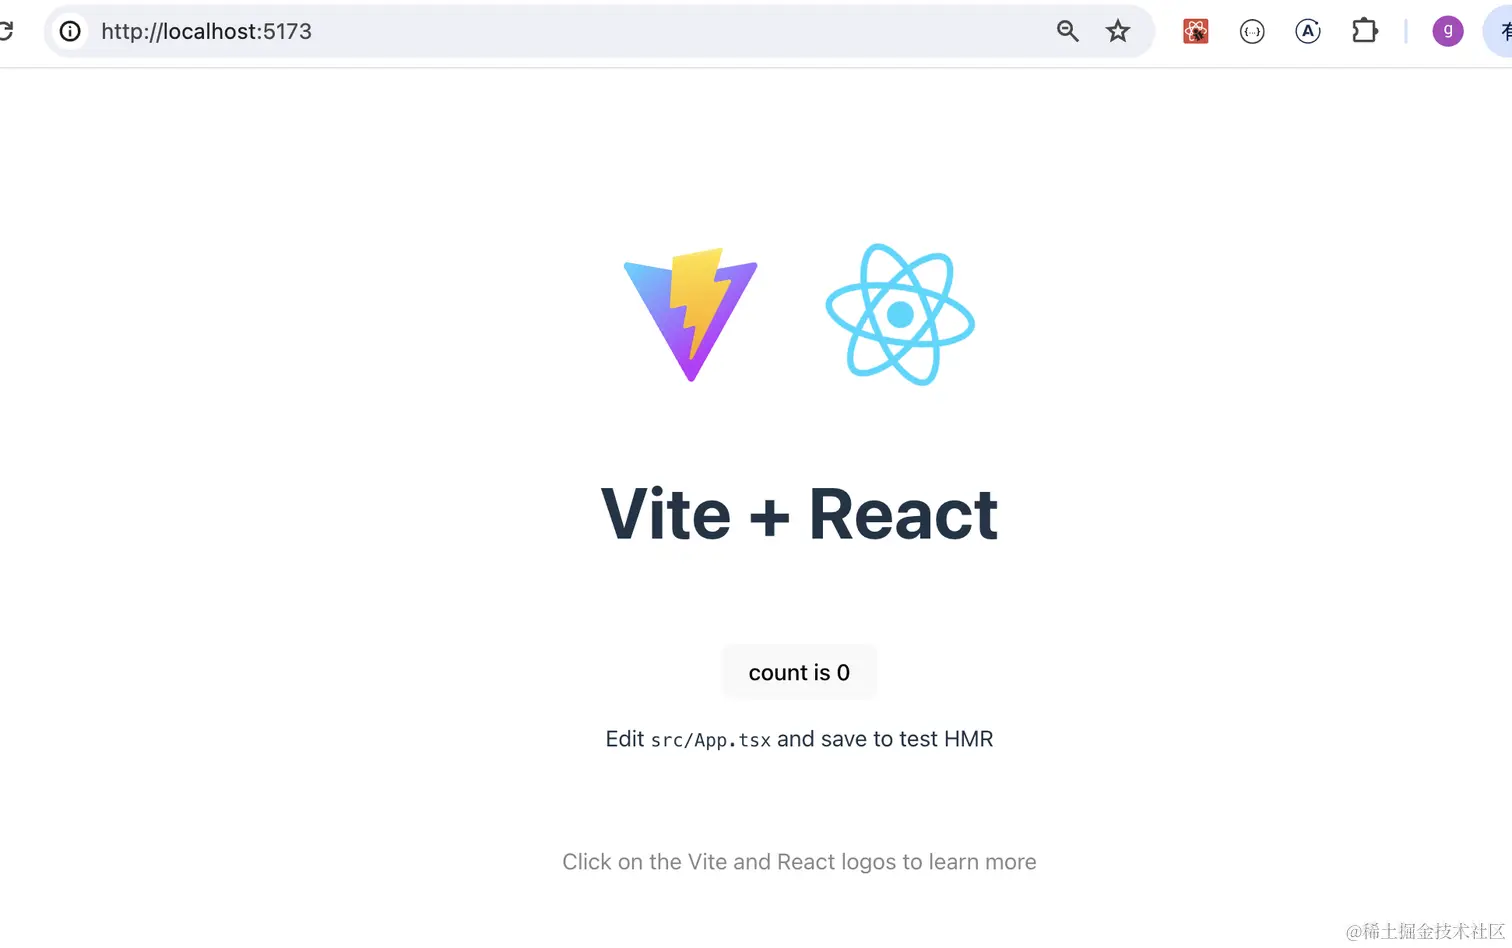 http://localhost:5173
g
有
Vite + React
count is 0
Edit src/App.tsx and save to test HMR
Click on the Vite and React logos to learn more
@稀土掘金技术社区